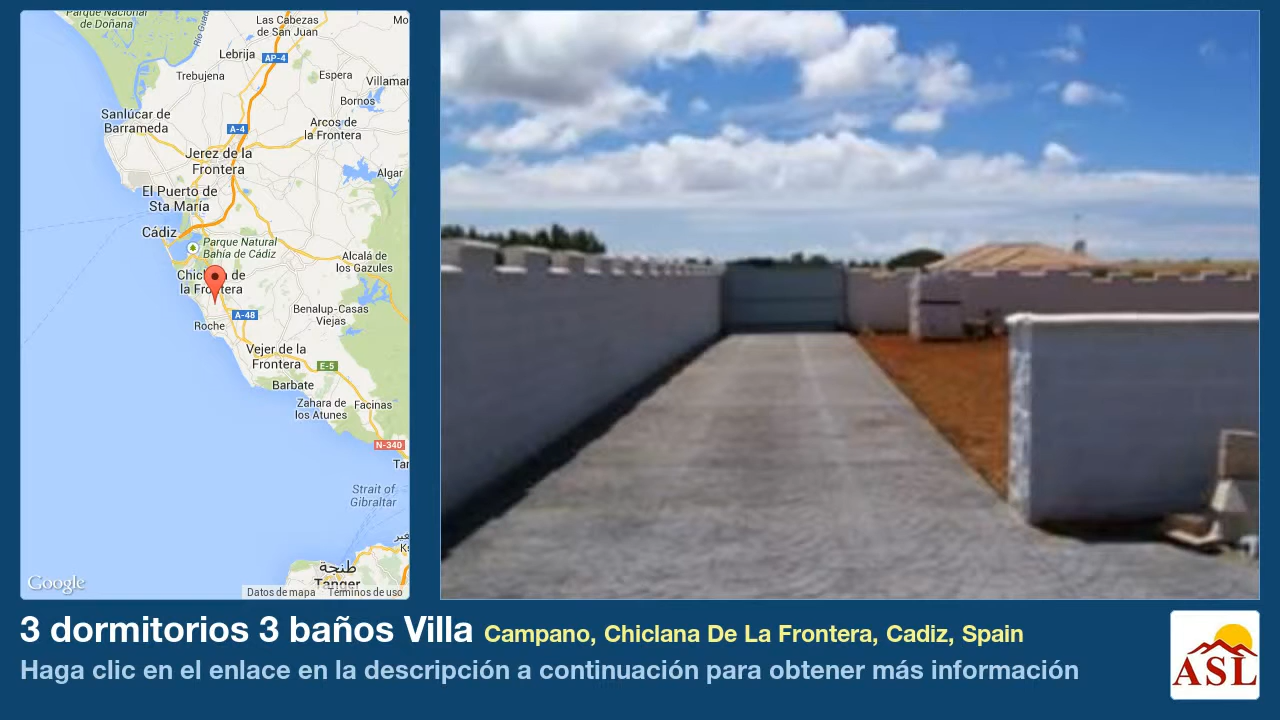 Parque Nacional
de Doñana
Las Cabezas
de San Juan
Mo
Lebrija
AP-4
Trebujena
Espera
Villamar
Bornos
Sanlúcar de
Barrameda
A-4
Arcos de
la Frontera
Jerez de la
Frontera
Algar
El Puerto de
Sta María
Cádiz
Parque Natural
Bahía de Cádiz
Alcalá de
los Gazules
Chiclana de
la Frontera
A-48
Benalup-Casas
Viejas
Roche
Vejer de la
Frontera
E-5
Barbate
Zahara de
los Atunes
Facinas
N-340
Tar
Strait of
Gibraltar
طنجة
Tanger
Google
Datos de mapa
Términos de uso
3 dormitorios 3 baños Villa Campano, Chiclana De La Frontera, Cadiz, Spain
Haga clic en el enlace en la descripción a continuación para obtener más información
ASL